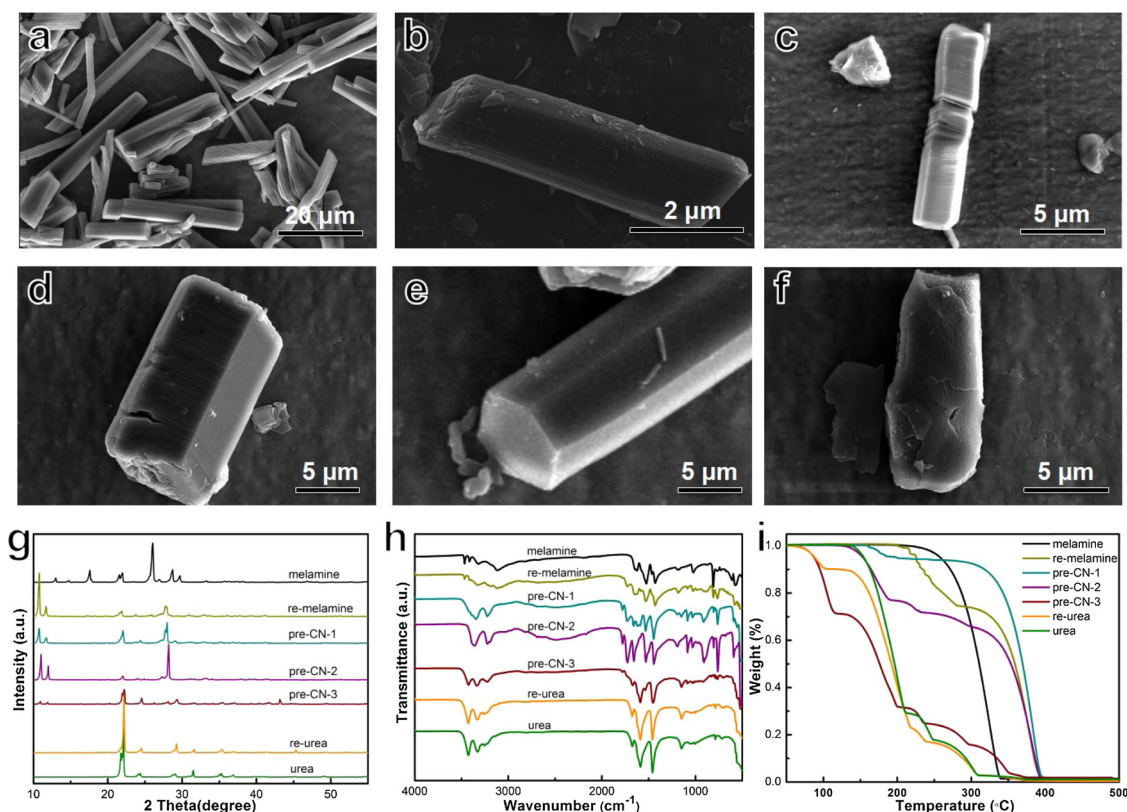 a
20 µm
b
2 µm
c
5 µm
d
5 µm
e
5 µm
f
5 µm
g
Intensity (a.u.)
melamine
re-melamine
pre-CN-1
pre-CN-2
pre-CN-3
re-urea
urea
10 20 30 40 50
2 Theta(degree)
h
Transmittance (a.u.)
melamine
re-melamine
pre-CN-1
pre-CN-2
pre-CN-3
re-urea
urea
4000 3000 2000 1000
Wavenumber (cm⁻¹)
i
Weight (%)
1.0
0.8
0.6
0.4
0.2
0.0
melamine
re-melamine
pre-CN-1
pre-CN-2
pre-CN-3
re-urea
urea
100 200 300 400 500
Temperature (◦C)